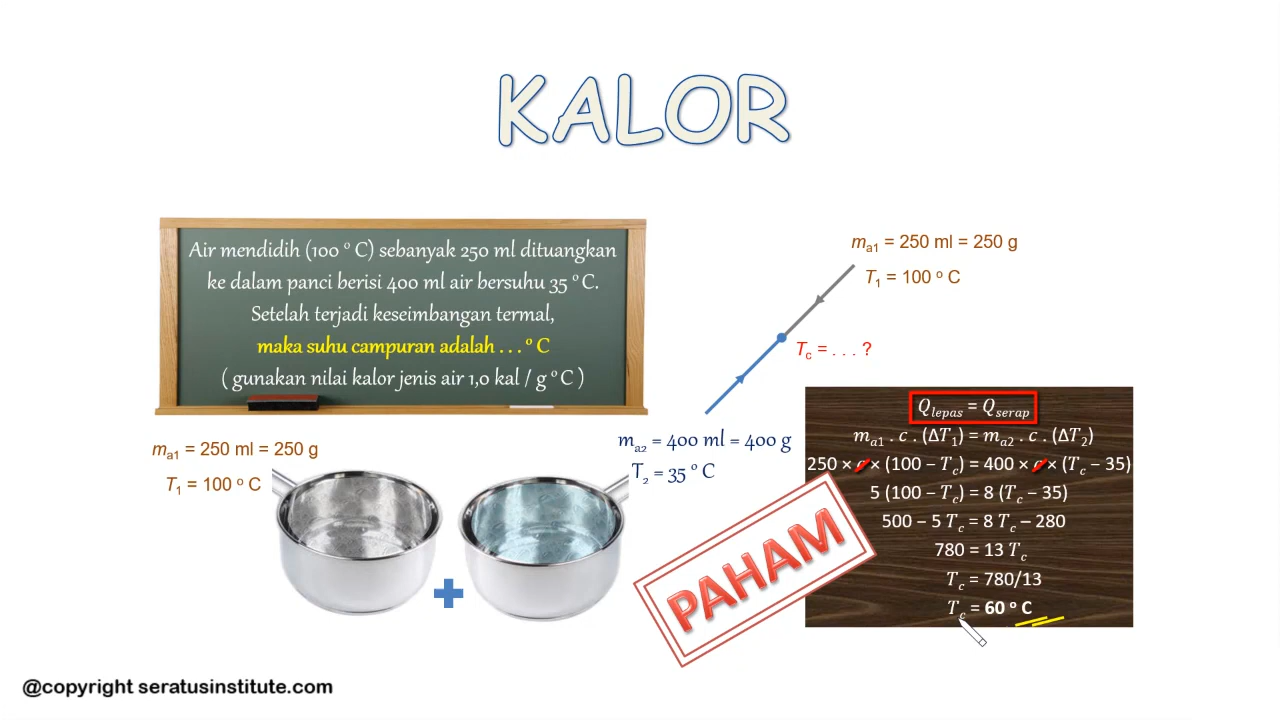 KALOR
Air mendidih (100 ° C) sebanyak 250 ml dituangkan
ke dalam panci berisi 400 ml air bersuhu 35 ° C.
Setelah terjadi keseimbangan termal,
maka suhu campuran adalah . . . ° C
( gunakan nilai kalor jenis air 1,0 kal / g ° C )
ma1 = 250 ml = 250 g
T1 = 100 ° C
ma1 = 250 ml = 250 g
T1 = 100 ° C
Tc = . . . ?
ma2 = 400 ml = 400 g
T2 = 35 ° C
Qlepas = Qserap
ma1 . c . (ΔT1) = ma2 . c . (ΔT2)
250 × c × (100 − Tc) = 400 × c × (Tc − 35)
5 (100 − Tc) = 8 (Tc − 35)
500 − 5 Tc = 8 Tc − 280
780 = 13 Tc
Tc = 780/13
Tc = 60 ° C
PAHAM
@copyright seratusinstitute.com